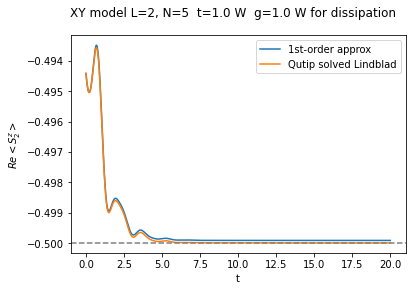 XY model L=2, N=5  t=1.0 W  g=1.0 W for dissipation
1st-order approx
Qutip solved Lindblad
−0.494
−0.495
−0.496
−0.497
−0.498
−0.499
−0.500
Re < S₂ᶻ >
0.0 2.5 5.0 7.5 10.0 12.5 15.0 17.5 20.0
t